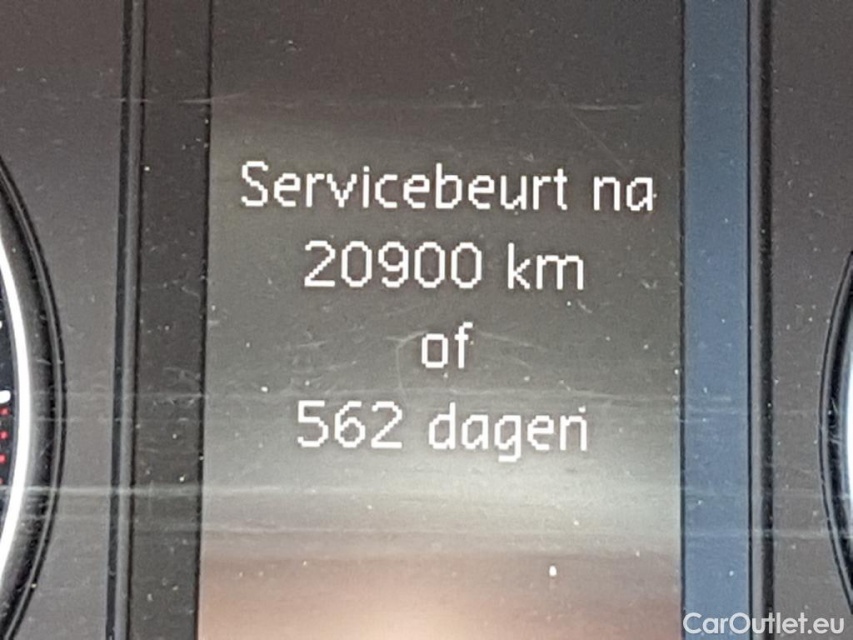 Servicebeurt na
20900 km
of
562 dagen
CarOutlet.eu